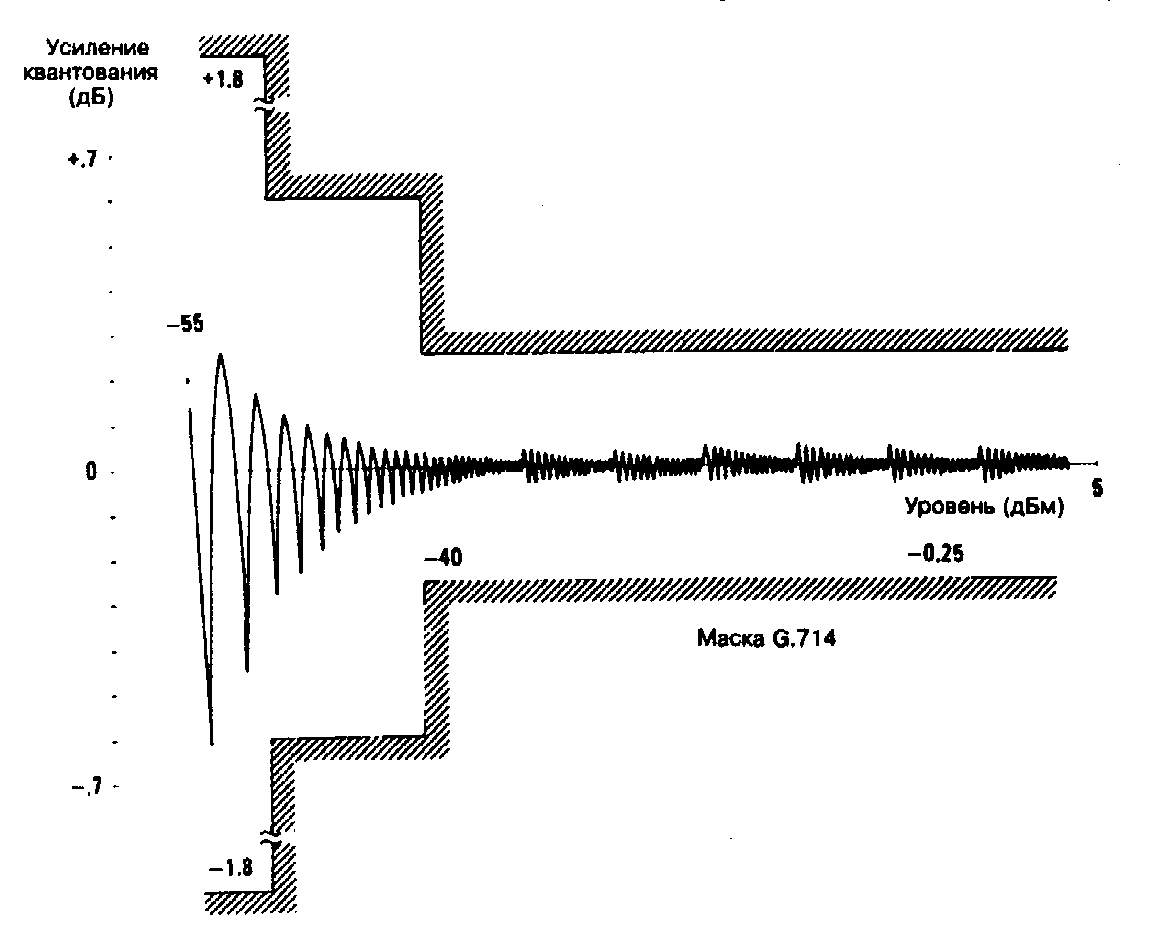 Усиление
квантования
(дБ)
+1.8
+.7
−55
0
5
Уровень (дБм)
−40
−0.25
Маска G.714
−.7
−1.8